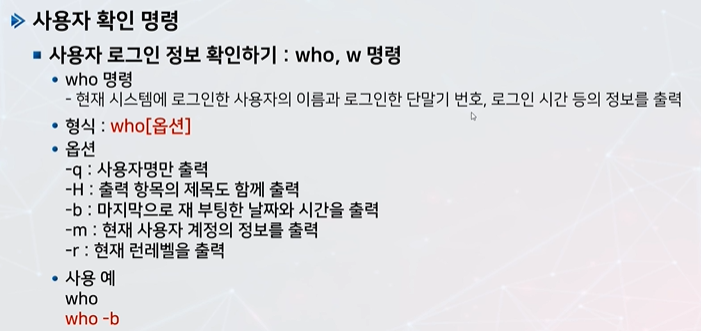 사용자 확인 명령
사용자 로그인 정보 확인하기 : who, w 명령
who 명령
- 현재 시스템에 로그인한 사용자의 이름과 로그인한 단말기 번호, 로그인 시간 등의 정보를 출력
형식 : who[옵션]
옵션
-q : 사용자명만 출력
-H : 출력 항목의 제목도 함께 출력
-b : 마지막으로 재 부팅한 날짜와 시간을 출력
-m : 현재 사용자 계정의 정보를 출력
-r : 현재 런레벨을 출력
사용 예
who
who -b